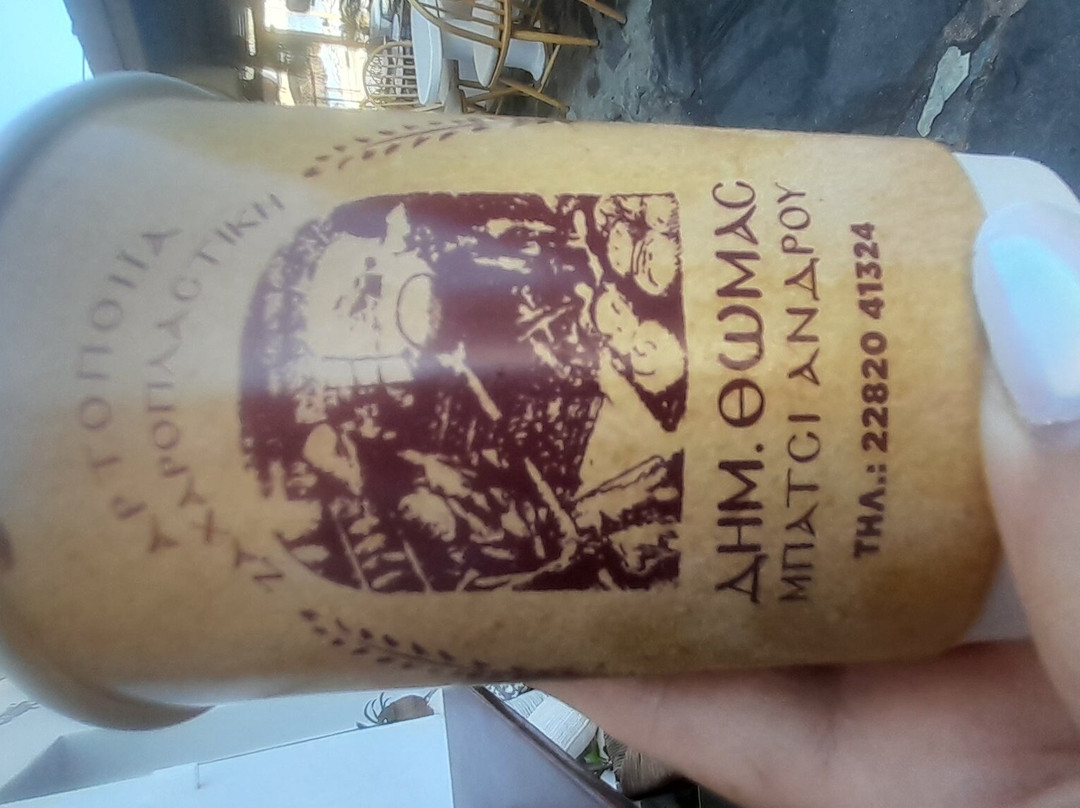 ΑΡΤΟΠΟΙΙΑ
ΖΑΧΑΡΟΠΛΑΣΤΙΚΗ
ΔΗΜ. ΘΩΜΑΣ
ΜΠΑΤΣΙ ΑΝΔΡΟΥ
ΤΗΛ.: 22820 41324